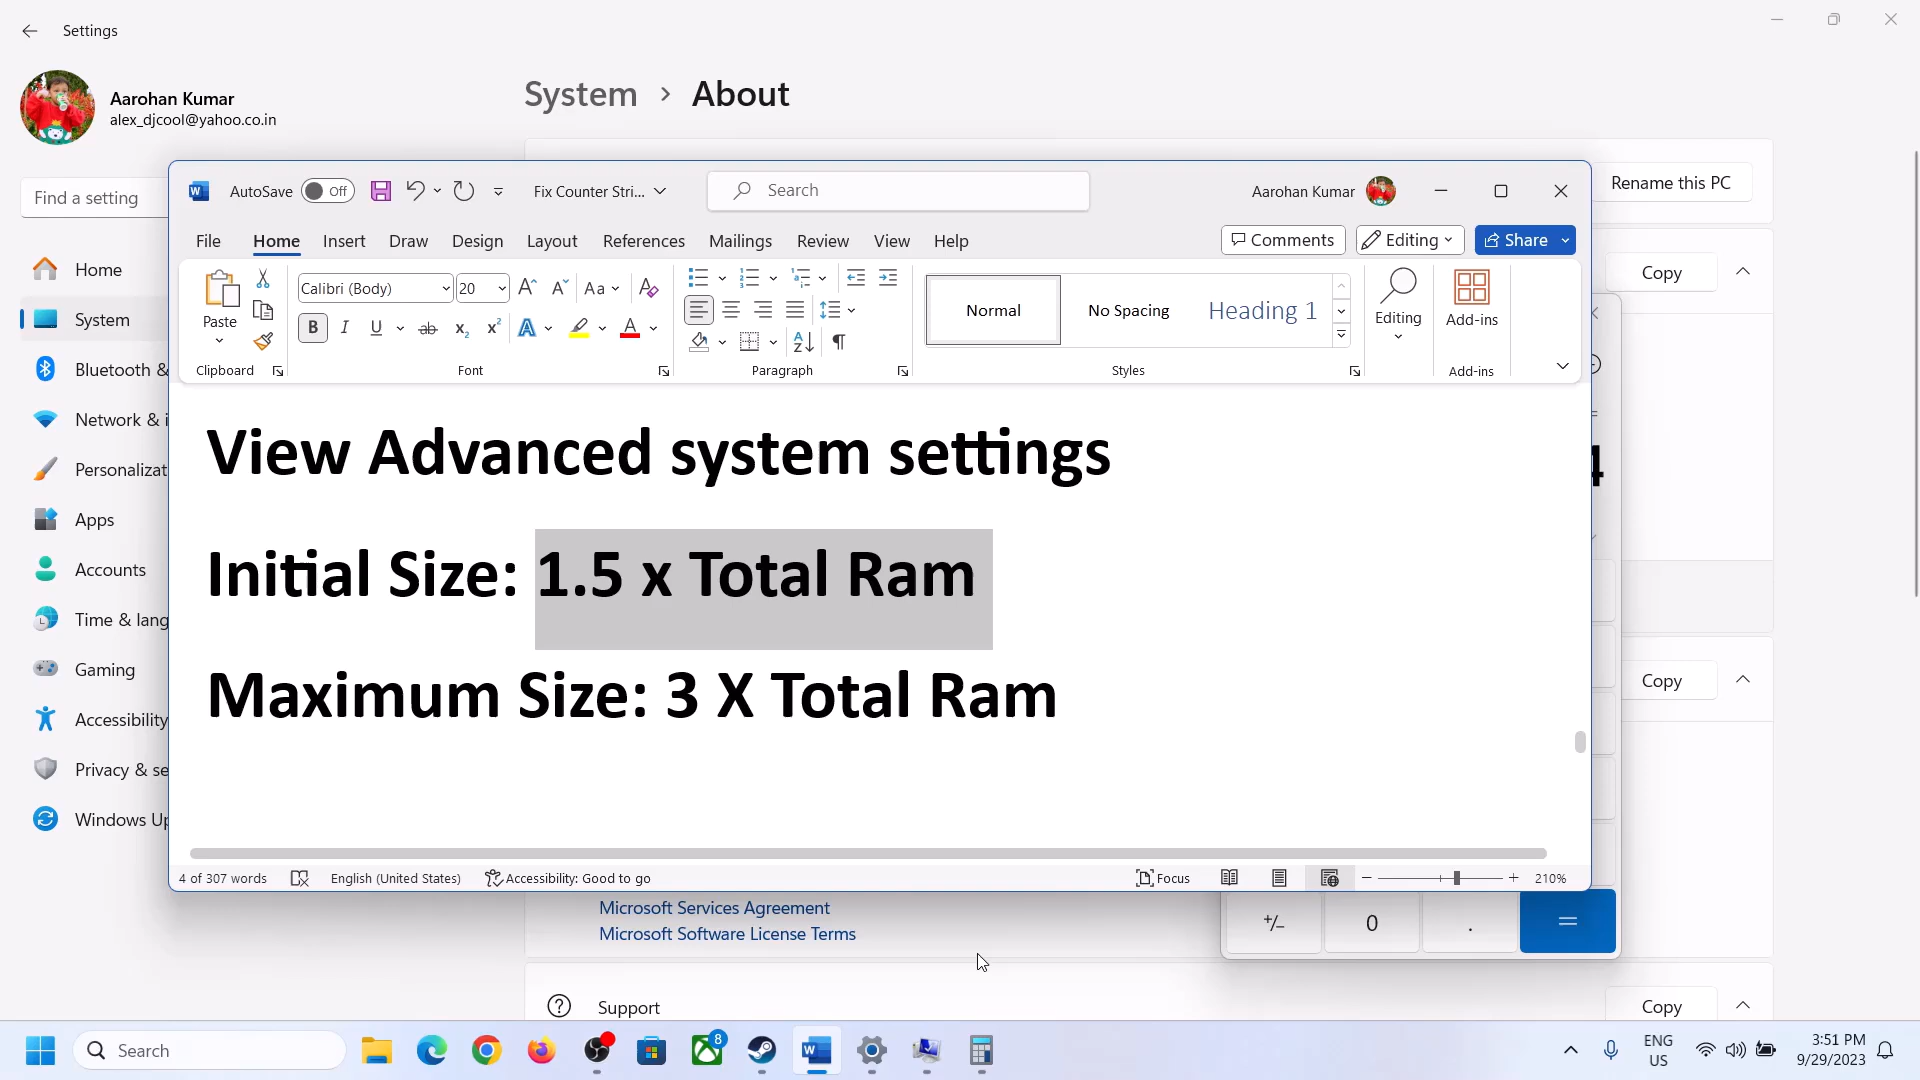 Settings
Aarohan Kumar
alex_djcool@yahoo.co.in
System > About
Find a setting
Rename this PC
Home
System
Bluetooth &
Network & i
Personalizat
Apps
Accounts
Time & lang
Gaming
Accessibility
Privacy & se
Windows Up
AutoSave Off
Fix Counter Stri...
Search
Aarohan Kumar
File Home Insert Draw Design Layout References Mailings Review View Help
Comments Editing Share
Paste
Calibri (Body) 20
Normal No Spacing Heading 1
Editing
Add-ins
Clipboard Font Paragraph Styles Add-ins
View Advanced system settings
Initial Size: 1.5 x Total Ram
Maximum Size: 3 X Total Ram
4 of 307 words English (United States) Accessibility: Good to go Focus 210%
Copy
Copy
4
+/- 0 . =
Microsoft Services Agreement
Microsoft Software License Terms
Support
Copy
Search
8
ENG
US
3:51 PM
9/29/2023